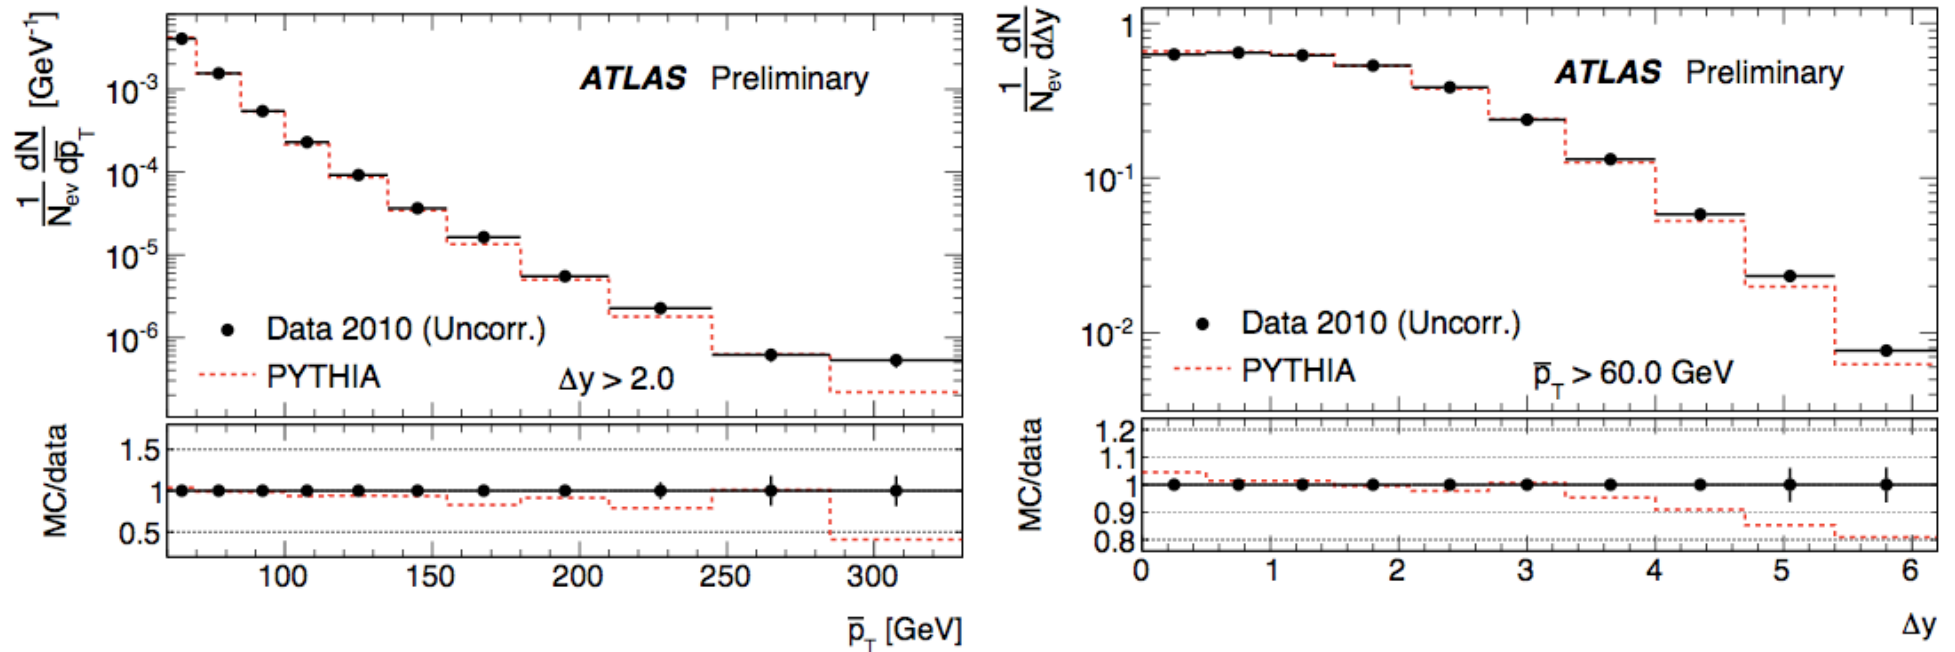 1/N_ev dN/dp̅_T [GeV⁻¹]
ATLAS Preliminary
10⁻³
10⁻⁴
10⁻⁵
10⁻⁶
Data 2010 (Uncorr.)
PYTHIA
Δy > 2.0
MC/data
1.5
1
0.5
100 150 200 250 300
p̅_T [GeV]
1/N_ev dN/dΔy
ATLAS Preliminary
1
10⁻¹
10⁻²
Data 2010 (Uncorr.)
PYTHIA
p̅_T > 60.0 GeV
MC/data
1.2
1.1
1
0.9
0.8
0 1 2 3 4 5 6
Δy